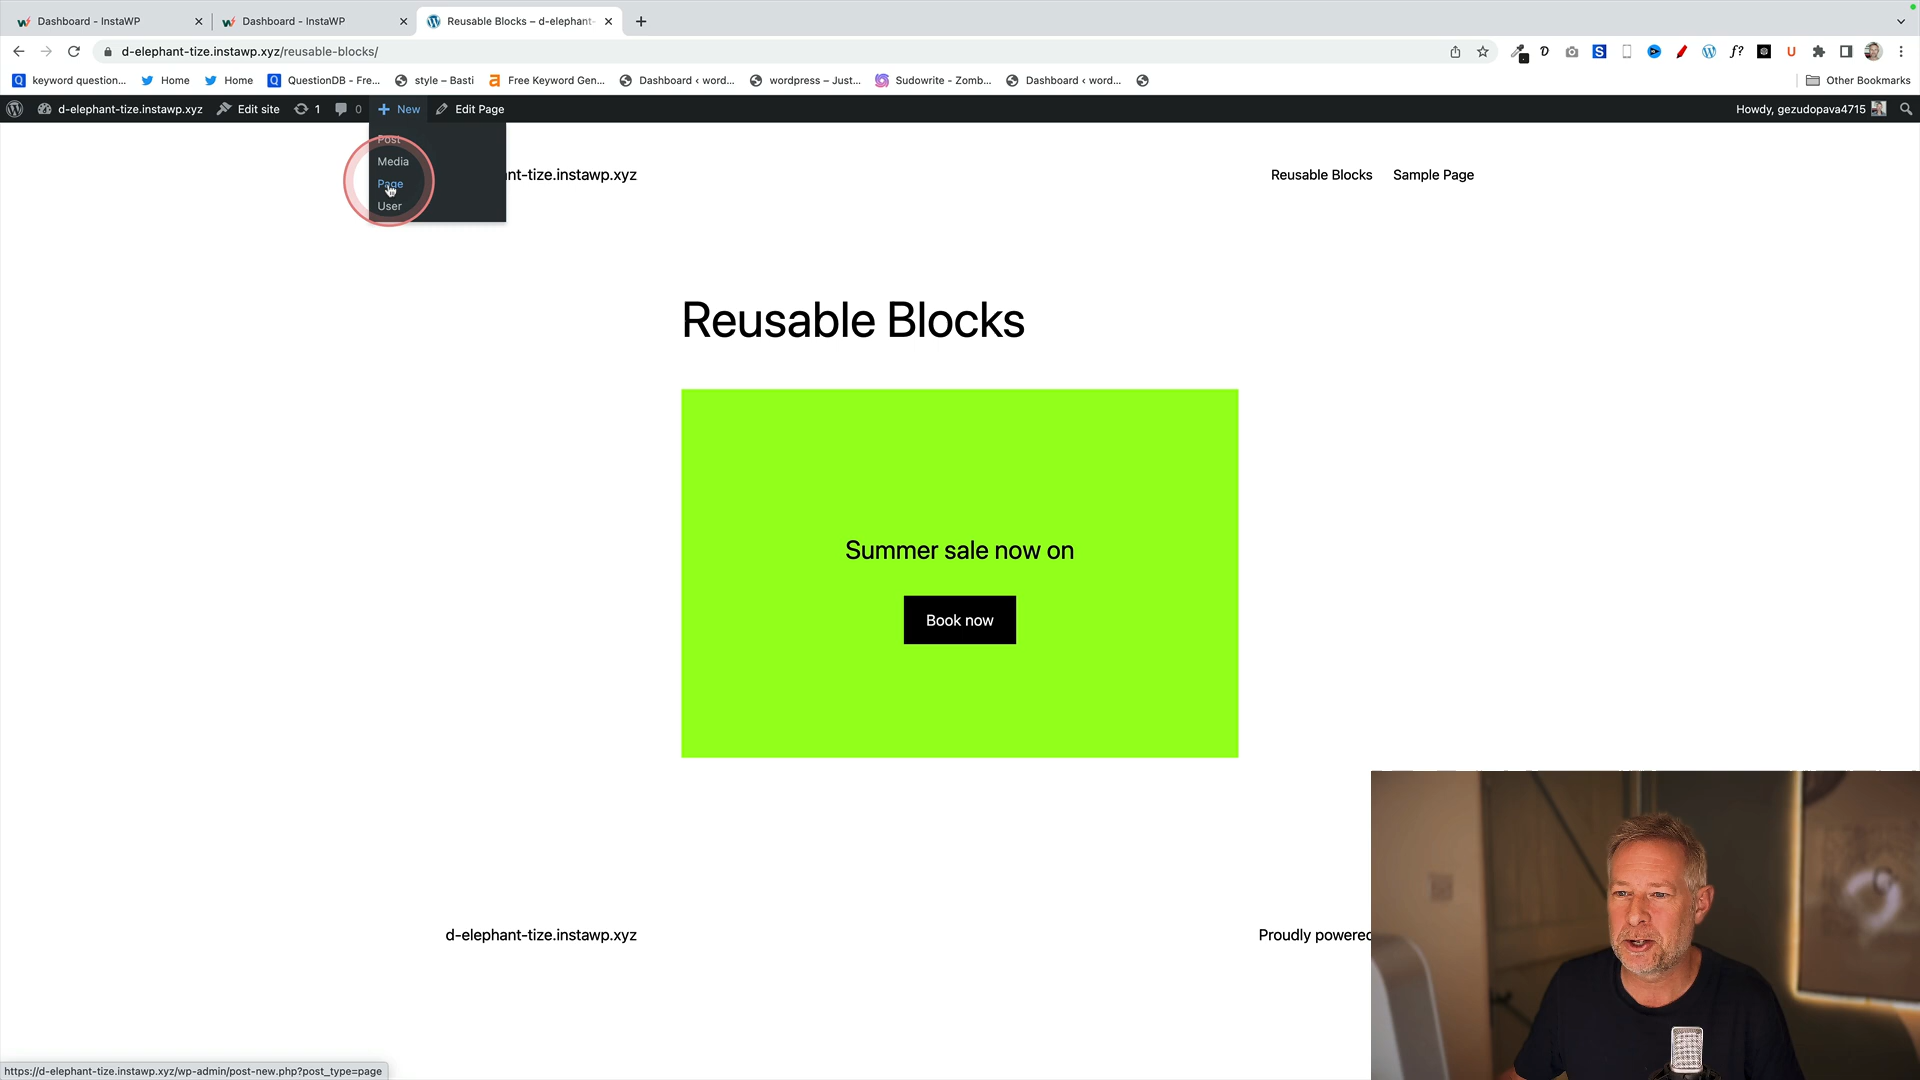 Dashboard - InstaWP
Dashboard - InstaWP
Reusable Blocks – d-elephant-
d-elephant-tize.instawp.xyz/reusable-blocks/
keyword question...
Home
Home
QuestionDB - Fre...
style – Basti
Free Keyword Gen...
Dashboard ‹ word...
wordpress – Just...
Sudowrite - Zomb...
Dashboard ‹ word...
Other Bookmarks
d-elephant-tize.instawp.xyz
Edit site
1
0
New
Edit Page
Howdy, gezudopava4715
Post
Media
Page
User
nt-tize.instawp.xyz
Reusable Blocks
Sample Page
Reusable Blocks
Summer sale now on
Book now
d-elephant-tize.instawp.xyz
Proudly powered
https://d-elephant-tize.instawp.xyz/wp-admin/post-new.php?post_type=page